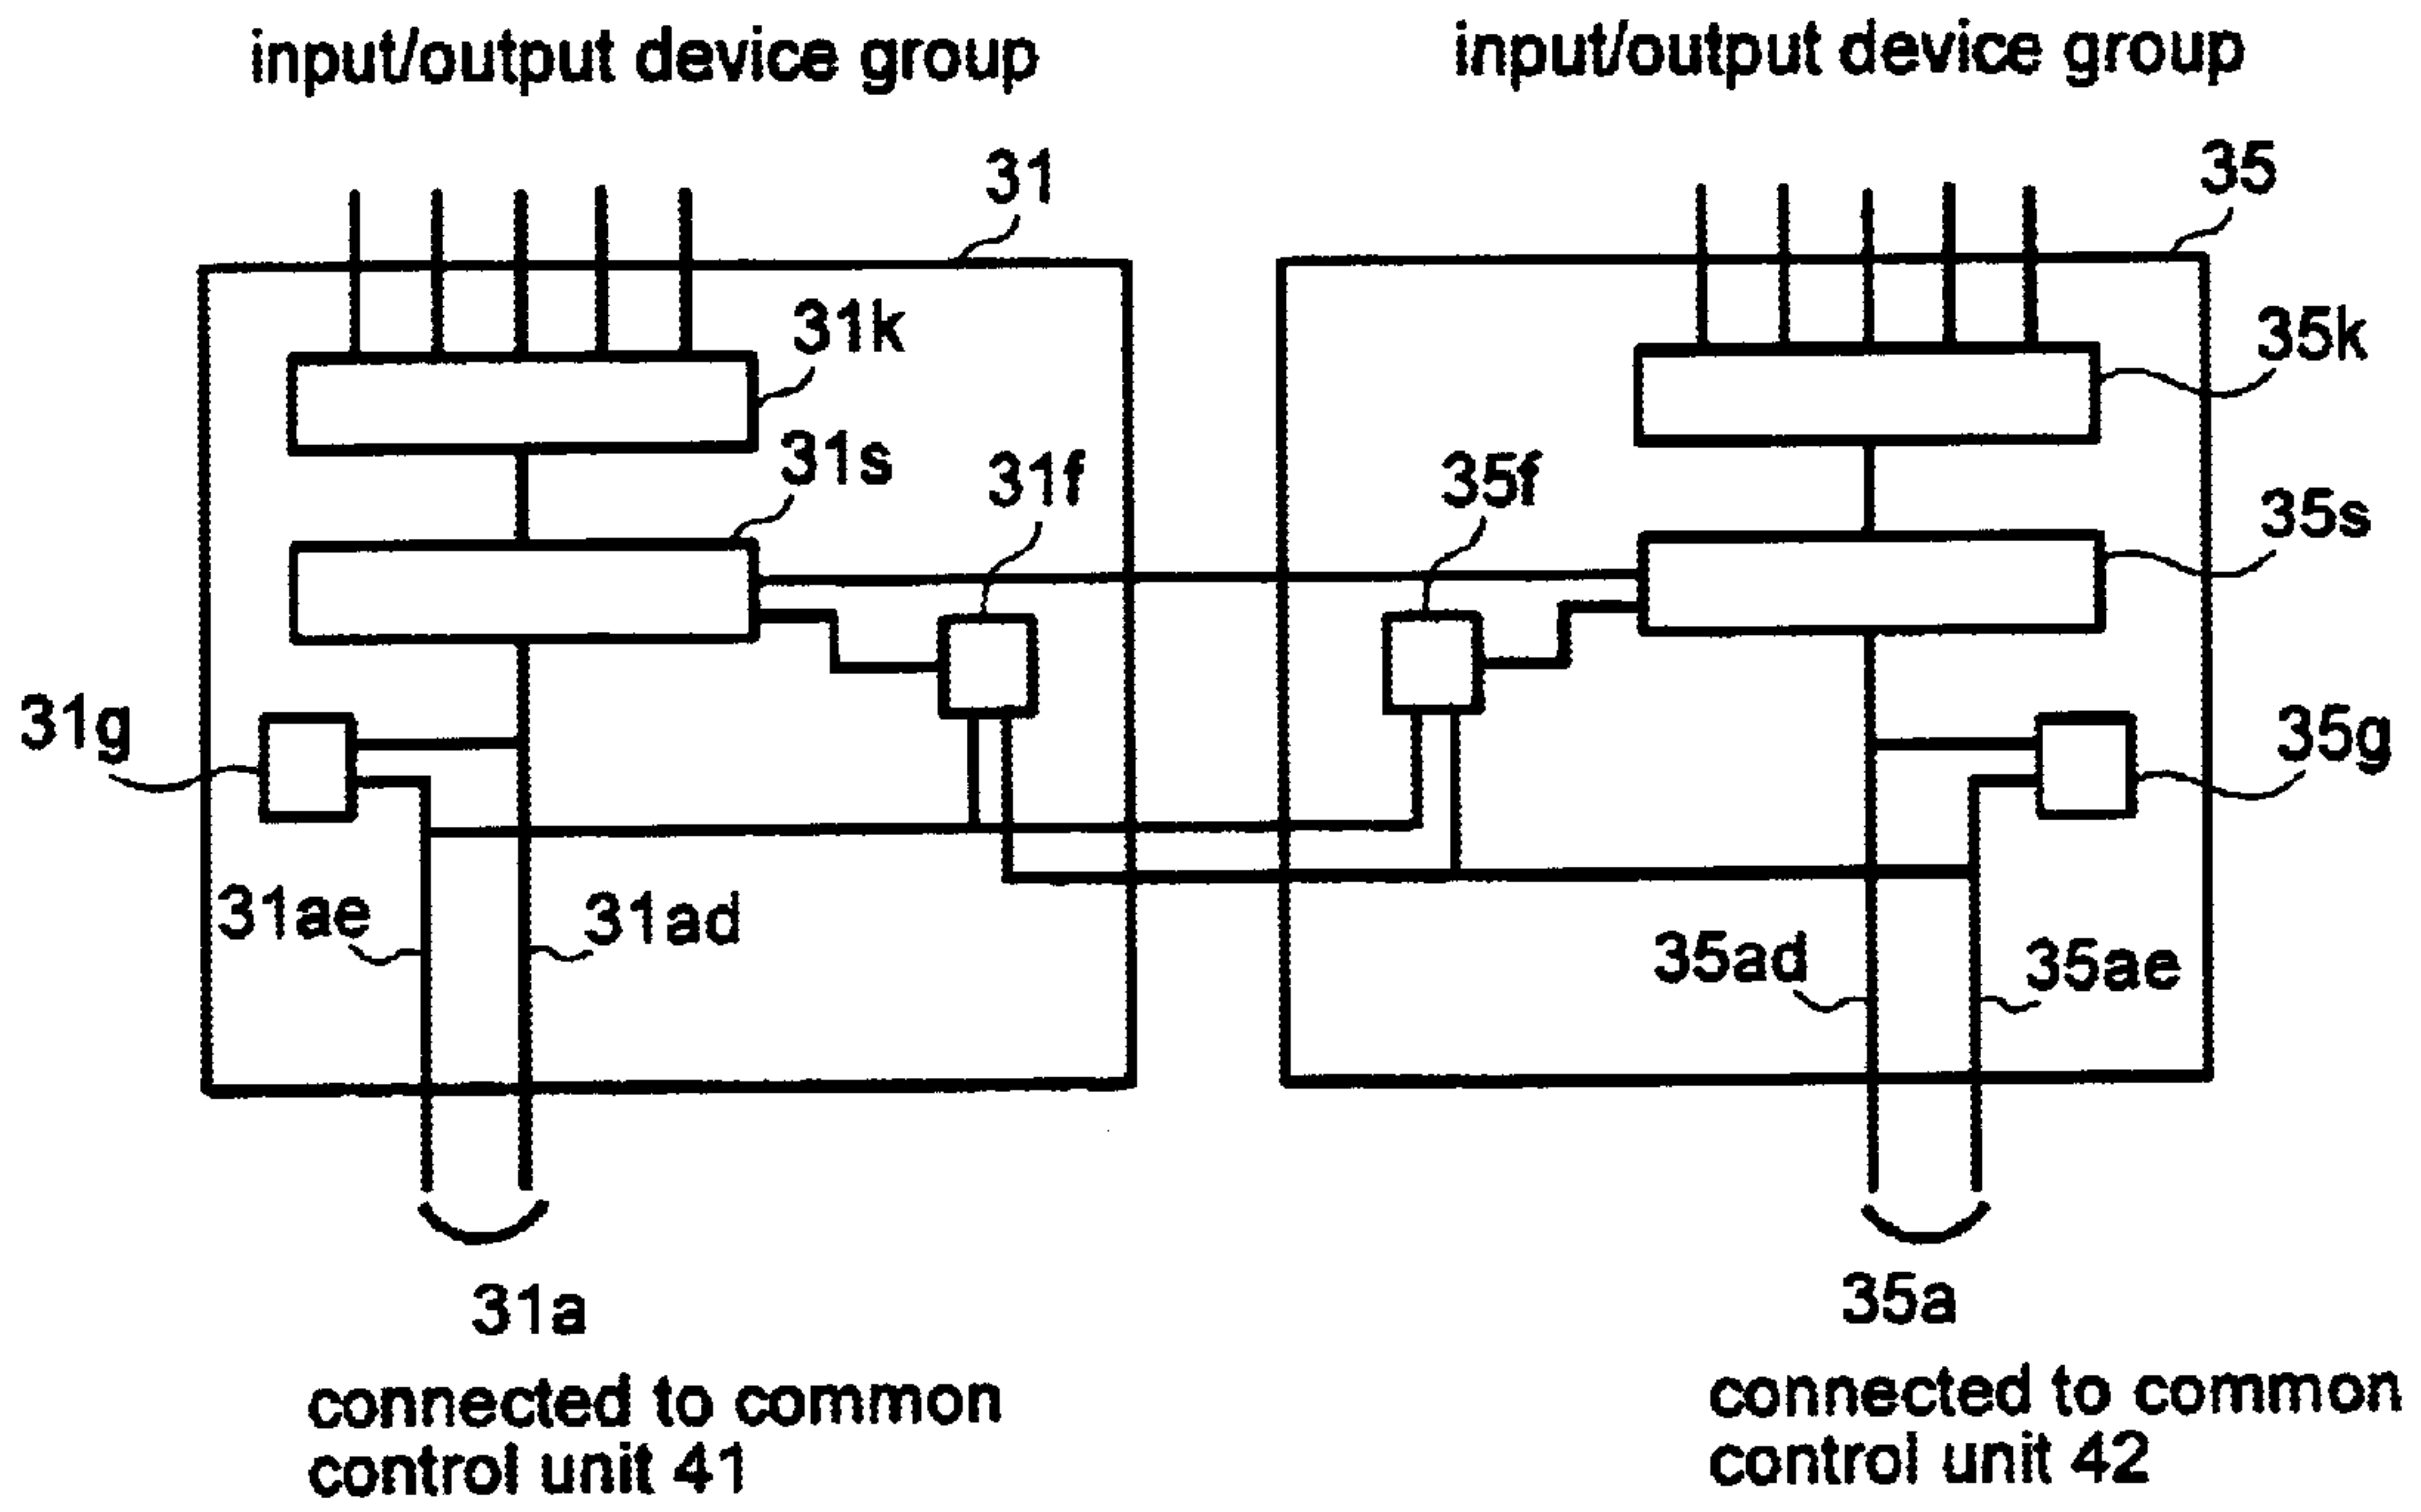 input/output device group
input/output device group
31
35
31k
35k
31s
31f
35f
35s
31g
35g
31ae
31ad
35ad
35ae
31a
35a
connected to common
control unit 41
connected to common
control unit 42